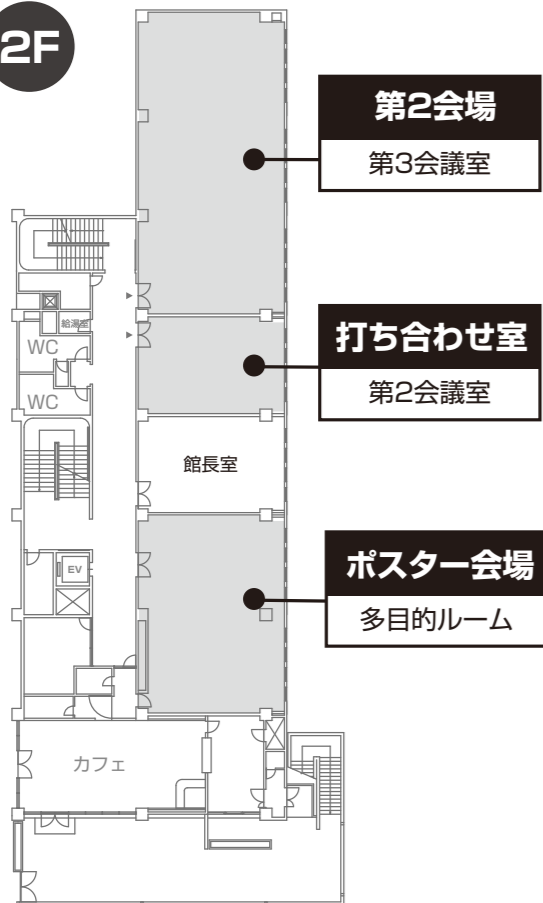 2F
第2会場
第3会議室
給湯室
WC
打ち合わせ室
第2会議室
WC
館長室
EV
ポスター会場
多目的ルーム
カフェ